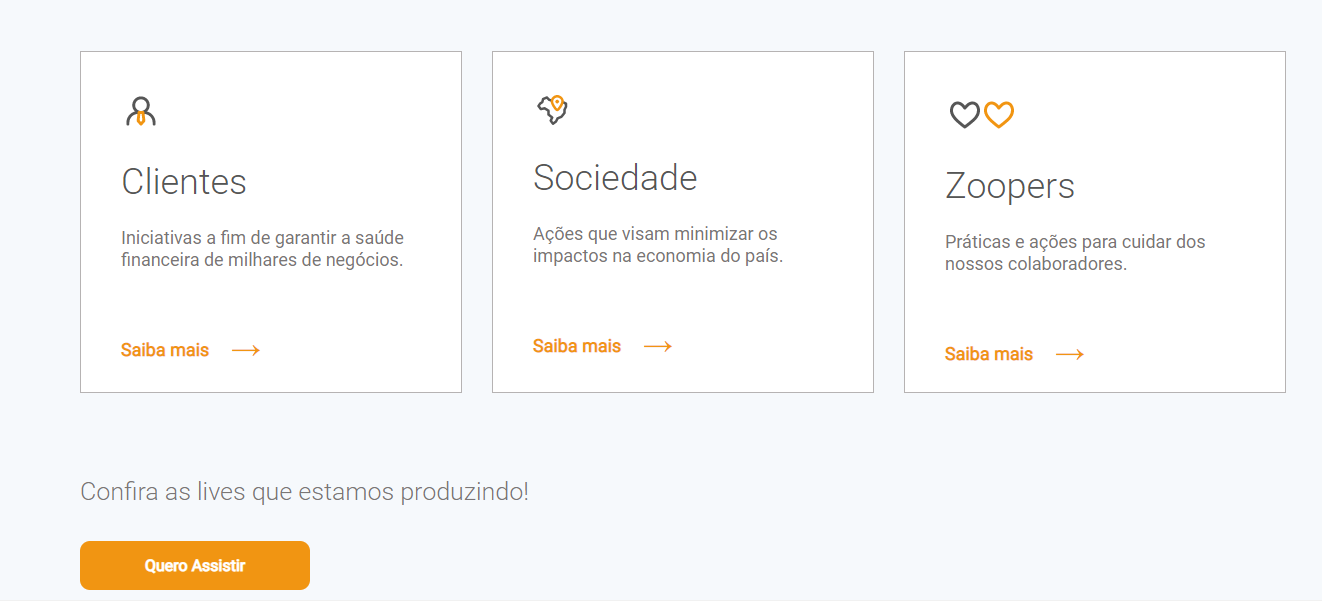 Clientes
Iniciativas a fim de garantir a saúde
financeira de milhares de negócios.
Saiba mais
Sociedade
Ações que visam minimizar os
impactos na economia do país.
Saiba mais
Zoopers
Práticas e ações para cuidar dos
nossos colaboradores.
Saiba mais
Confira as lives que estamos produzindo!
Quero Assistir